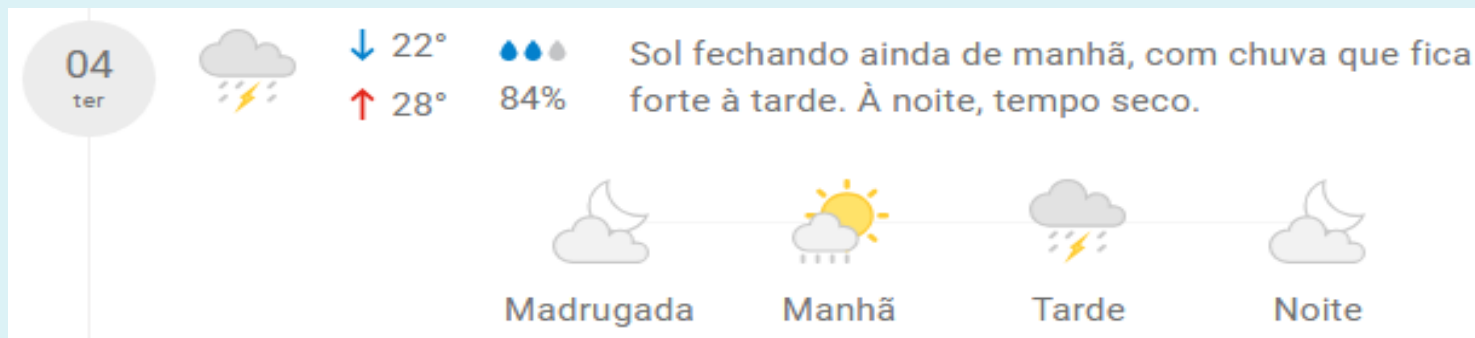 04
ter
↓ 22°
↑ 28°
84%
Sol fechando ainda de manhã, com chuva que fica
forte à tarde. À noite, tempo seco.
Madrugada
Manhã
Tarde
Noite